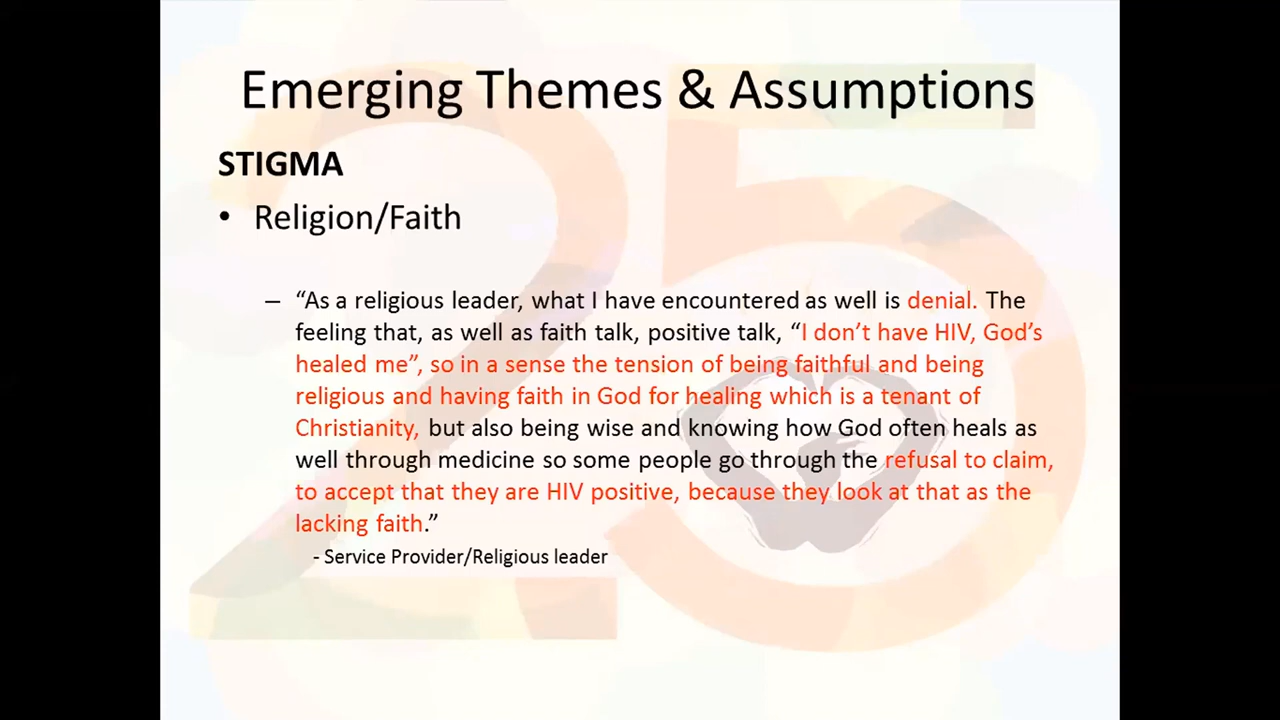 Emerging Themes & Assumptions
STIGMA
• Religion/Faith
– “As a religious leader, what I have encountered as well is denial. The
feeling that, as well as faith talk, positive talk, “I don’t have HIV, God’s
healed me”, so in a sense the tension of being faithful and being
religious and having faith in God for healing which is a tenant of
Christianity, but also being wise and knowing how God often heals as
well through medicine so some people go through the refusal to claim,
to accept that they are HIV positive, because they look at that as the
lacking faith.”
- Service Provider/Religious leader